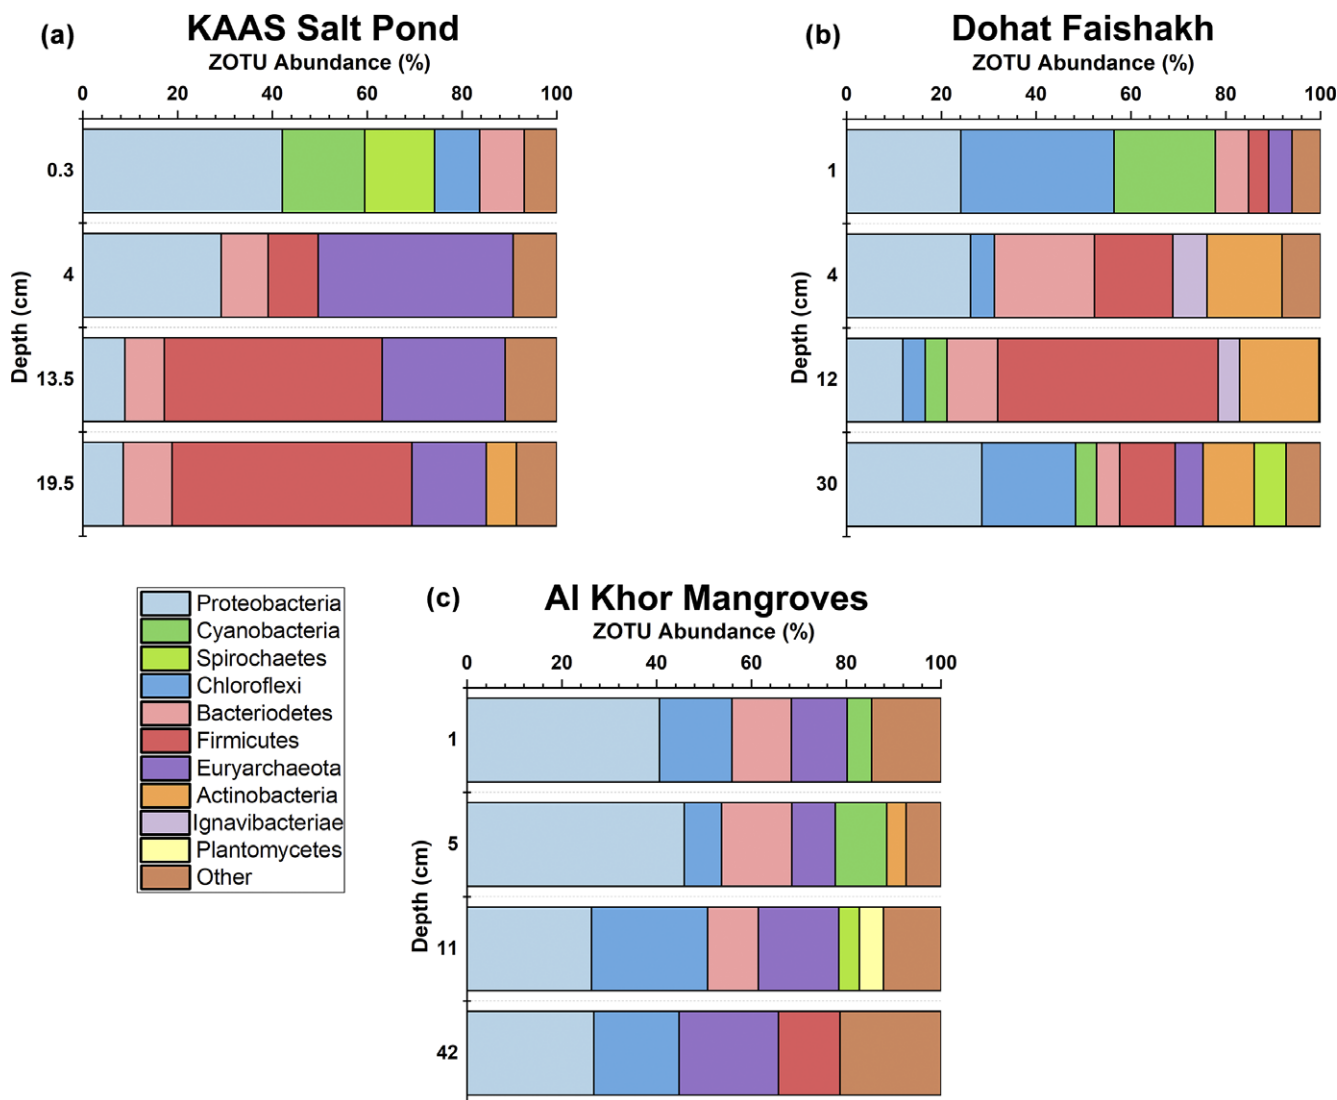 (a)
KAAS Salt Pond
ZOTU Abundance (%)
0 20 40 60 80 100
Depth (cm)
0.3
4
13.5
19.5
(b)
Dohat Faishakh
ZOTU Abundance (%)
0 20 40 60 80 100
Depth (cm)
1
4
12
30
Proteobacteria
Cyanobacteria
Spirochaetes
Chloroflexi
Bacteriodetes
Firmicutes
Euryarchaeota
Actinobacteria
Ignavibacteriae
Plantomycetes
Other
(c)
Al Khor Mangroves
ZOTU Abundance (%)
0 20 40 60 80 100
Depth (cm)
1
5
11
42